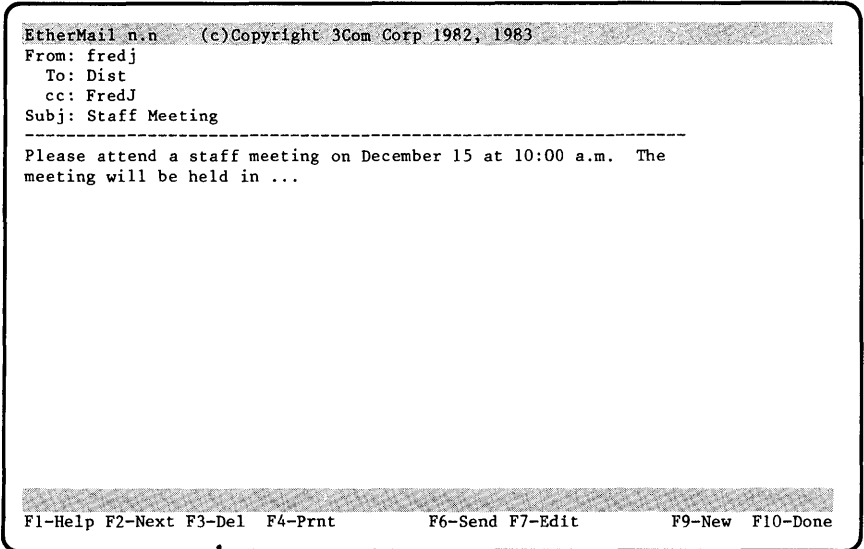 EtherMail n.n (c)Copyright 3Com Corp 1982, 1983
From: fredj
To: Dist
cc: FredJ
Subj: Staff Meeting
----------------------------------------------------------------
Please attend a staff meeting on December 15 at 10:00 a.m. The
meeting will be held in ...
F1-Help F2-Next F3-Del F4-Prnt F6-Send F7-Edit F9-New F10-Done